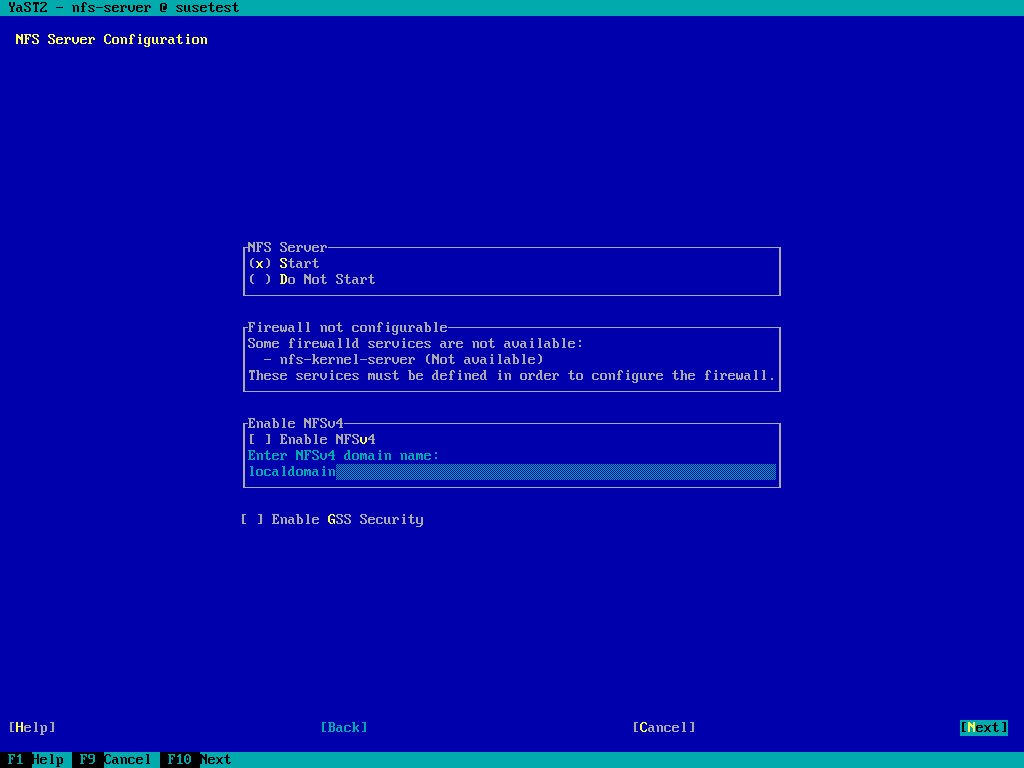 YaST2 - nfs-server @ susetest
NFS Server Configuration
NFS Server
(x) Start
( ) Do Not Start
Firewall not configurable
Some firewalld services are not available:
- nfs-kernel-server (Not available)
These services must be defined in order to configure the firewall.
Enable NFSv4
[ ] Enable NFSv4
Enter NFSv4 domain name:
localdomain
[ ] Enable GSS Security
[Help] [Back] [Cancel] [Next]
F1 Help F9 Cancel F10 Next